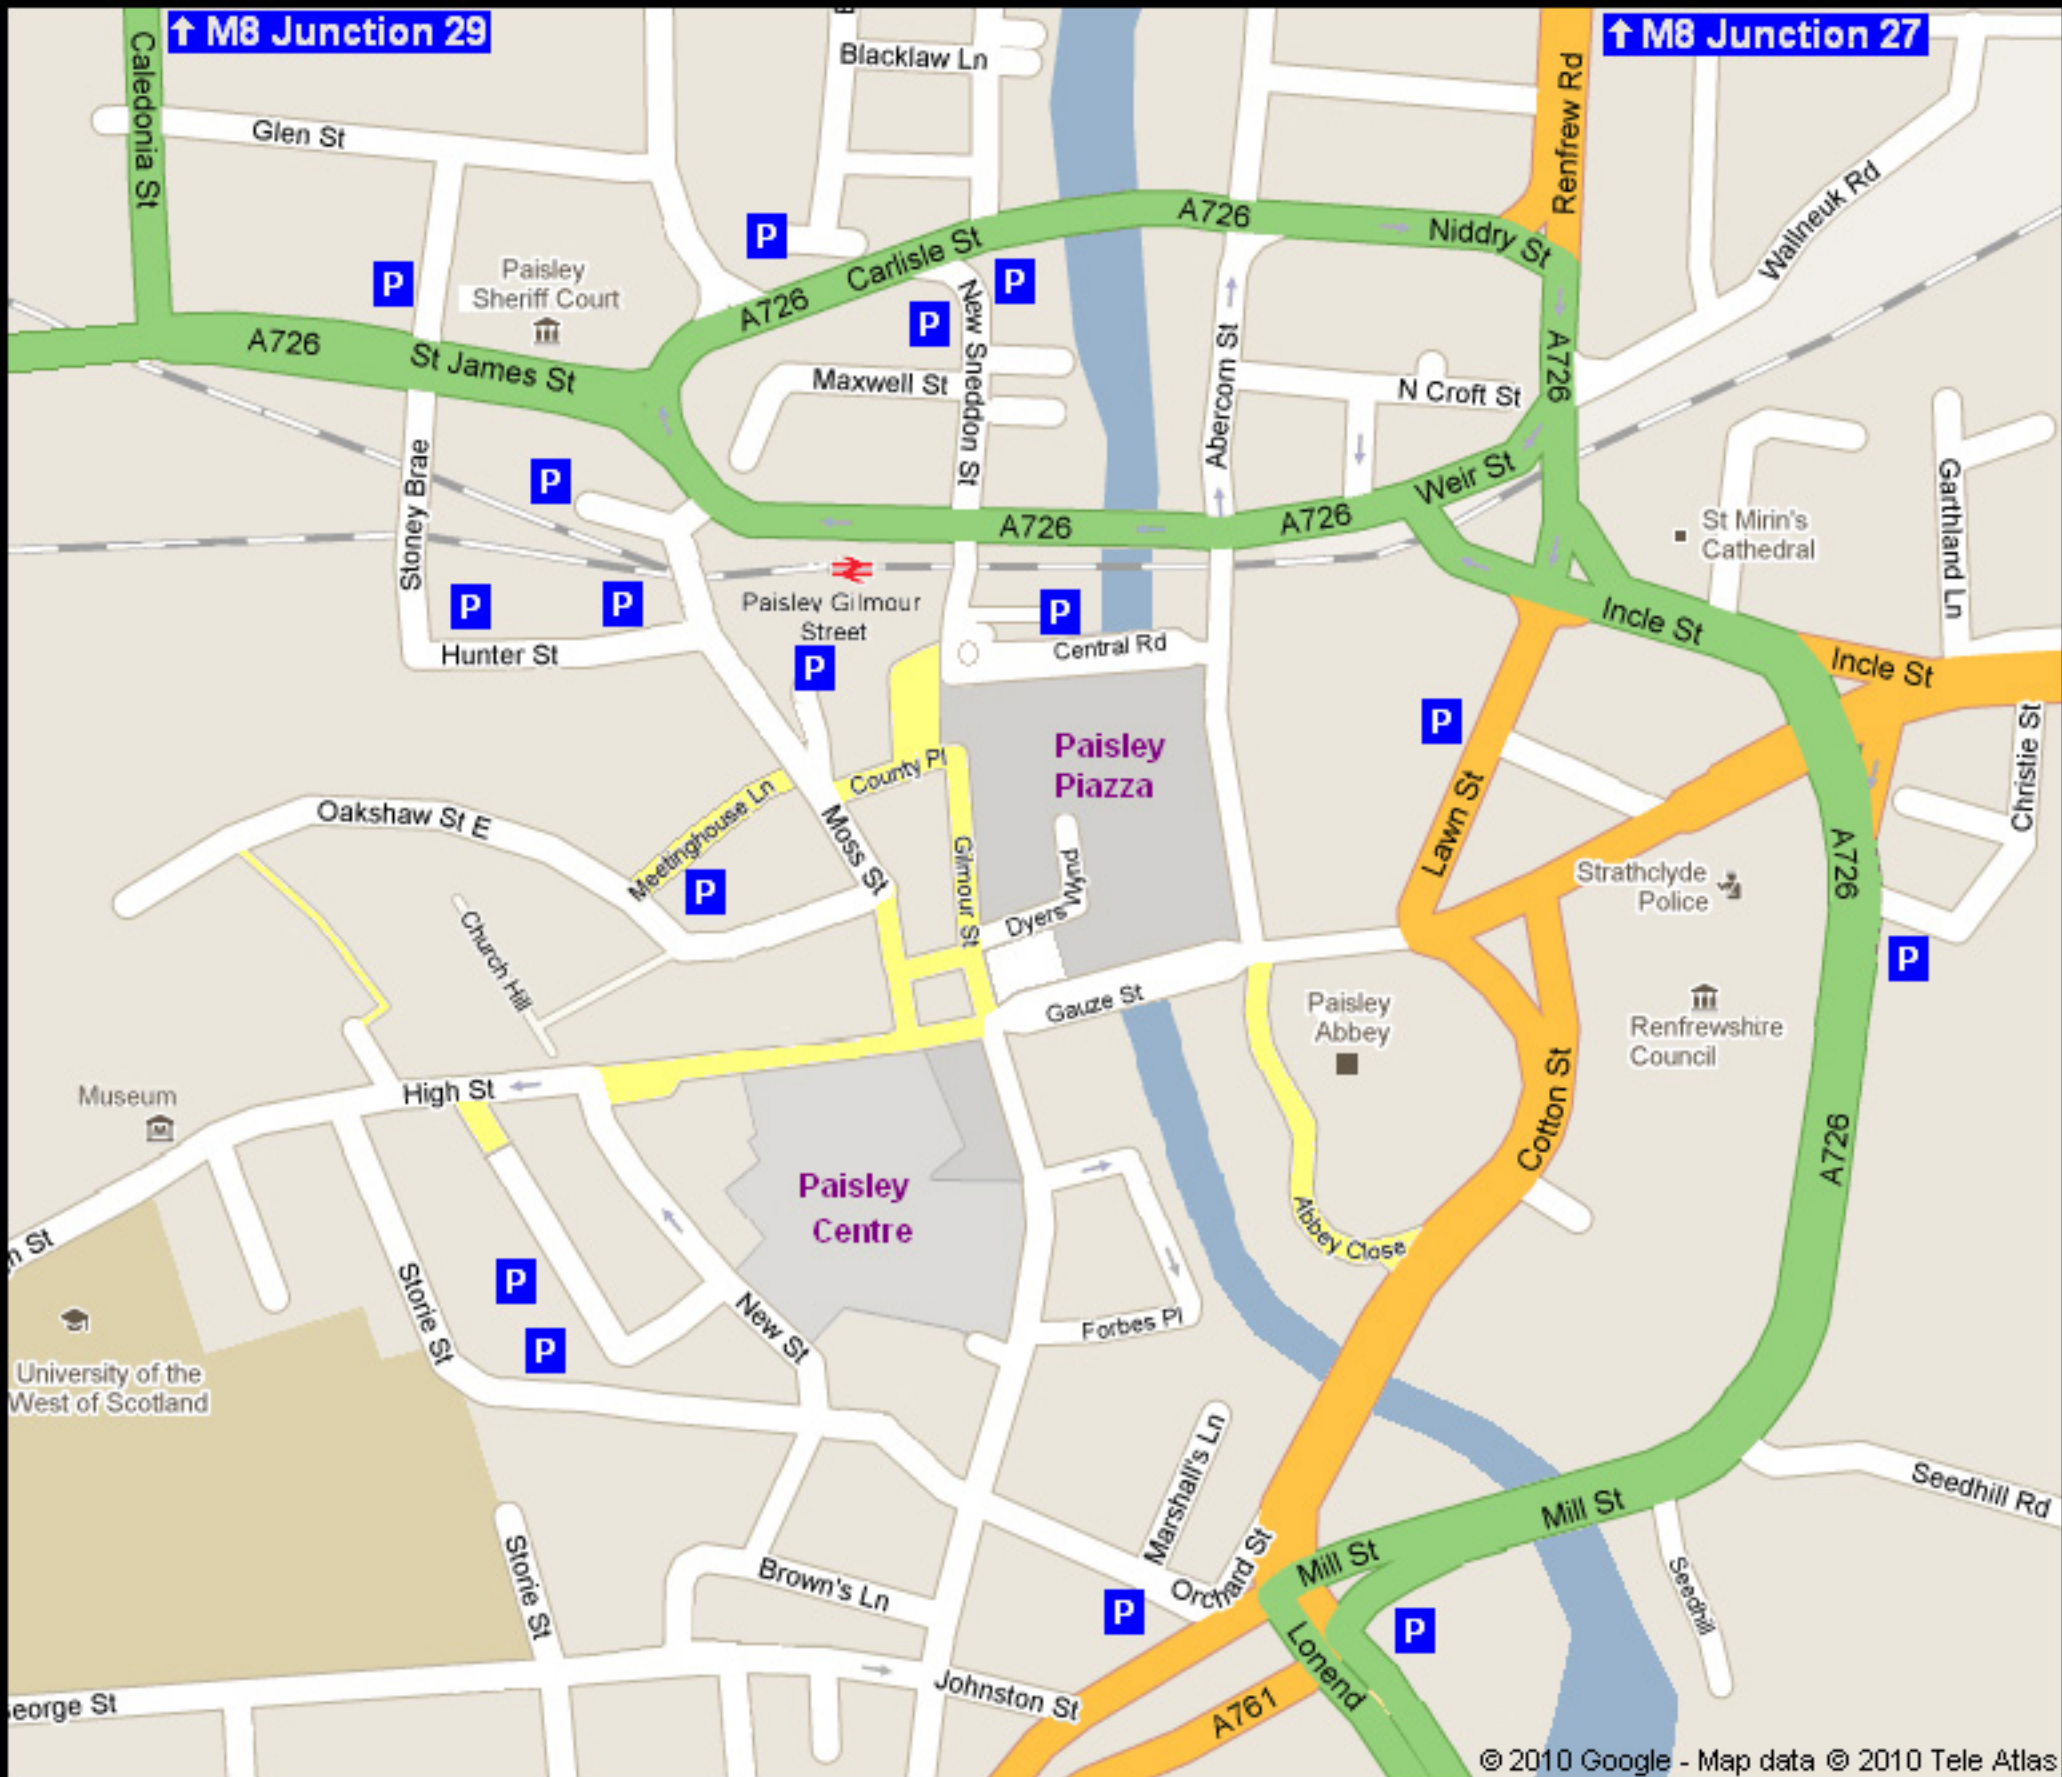 ↑ M8 Junction 29
↑ M8 Junction 27
Caledonia St
Blacklaw Ln
Renfrew Rd
Glen St
Wallneuk Rd
P
A726
Niddry St
Carlisle St
P
Paisley
Sheriff Court
P
A726
P
New Sneddon St
A726
St James St
Abercorn St
A726
Maxwell St
N Croft St
Stoney Brae
P
Weir St
A726
A726
St Mirin's
Cathedral
Garthland Ln
P
P
Paisley Gilmour
Street
P
Incle St
Hunter St
Central Rd
P
Incle St
P
Paisley
Piazza
Christie St
County Pl
Meetinghouse Ln
Moss St
Lawn St
Oakshaw St E
Gilmour St
Wynd
Dyers
P
Strathclyde
Police
A726
Church Hill
P
Gauze St
Paisley
Abbey
Renfrewshire
Council
High St
Museum
M
Cotton St
A726
Paisley
Centre
Abbey Close
n St
P
Storie St
New St
Forbes Pl
P
University of the
West of Scotland
Marshall's Ln
Seedhill Rd
Mill St
Mill St
Storie St
Brown's Ln
Orchard St
P
P
Seedhill
Lonend
Johnston St
eorge St
A761
© 2010 Google - Map data © 2010 Tele Atlas